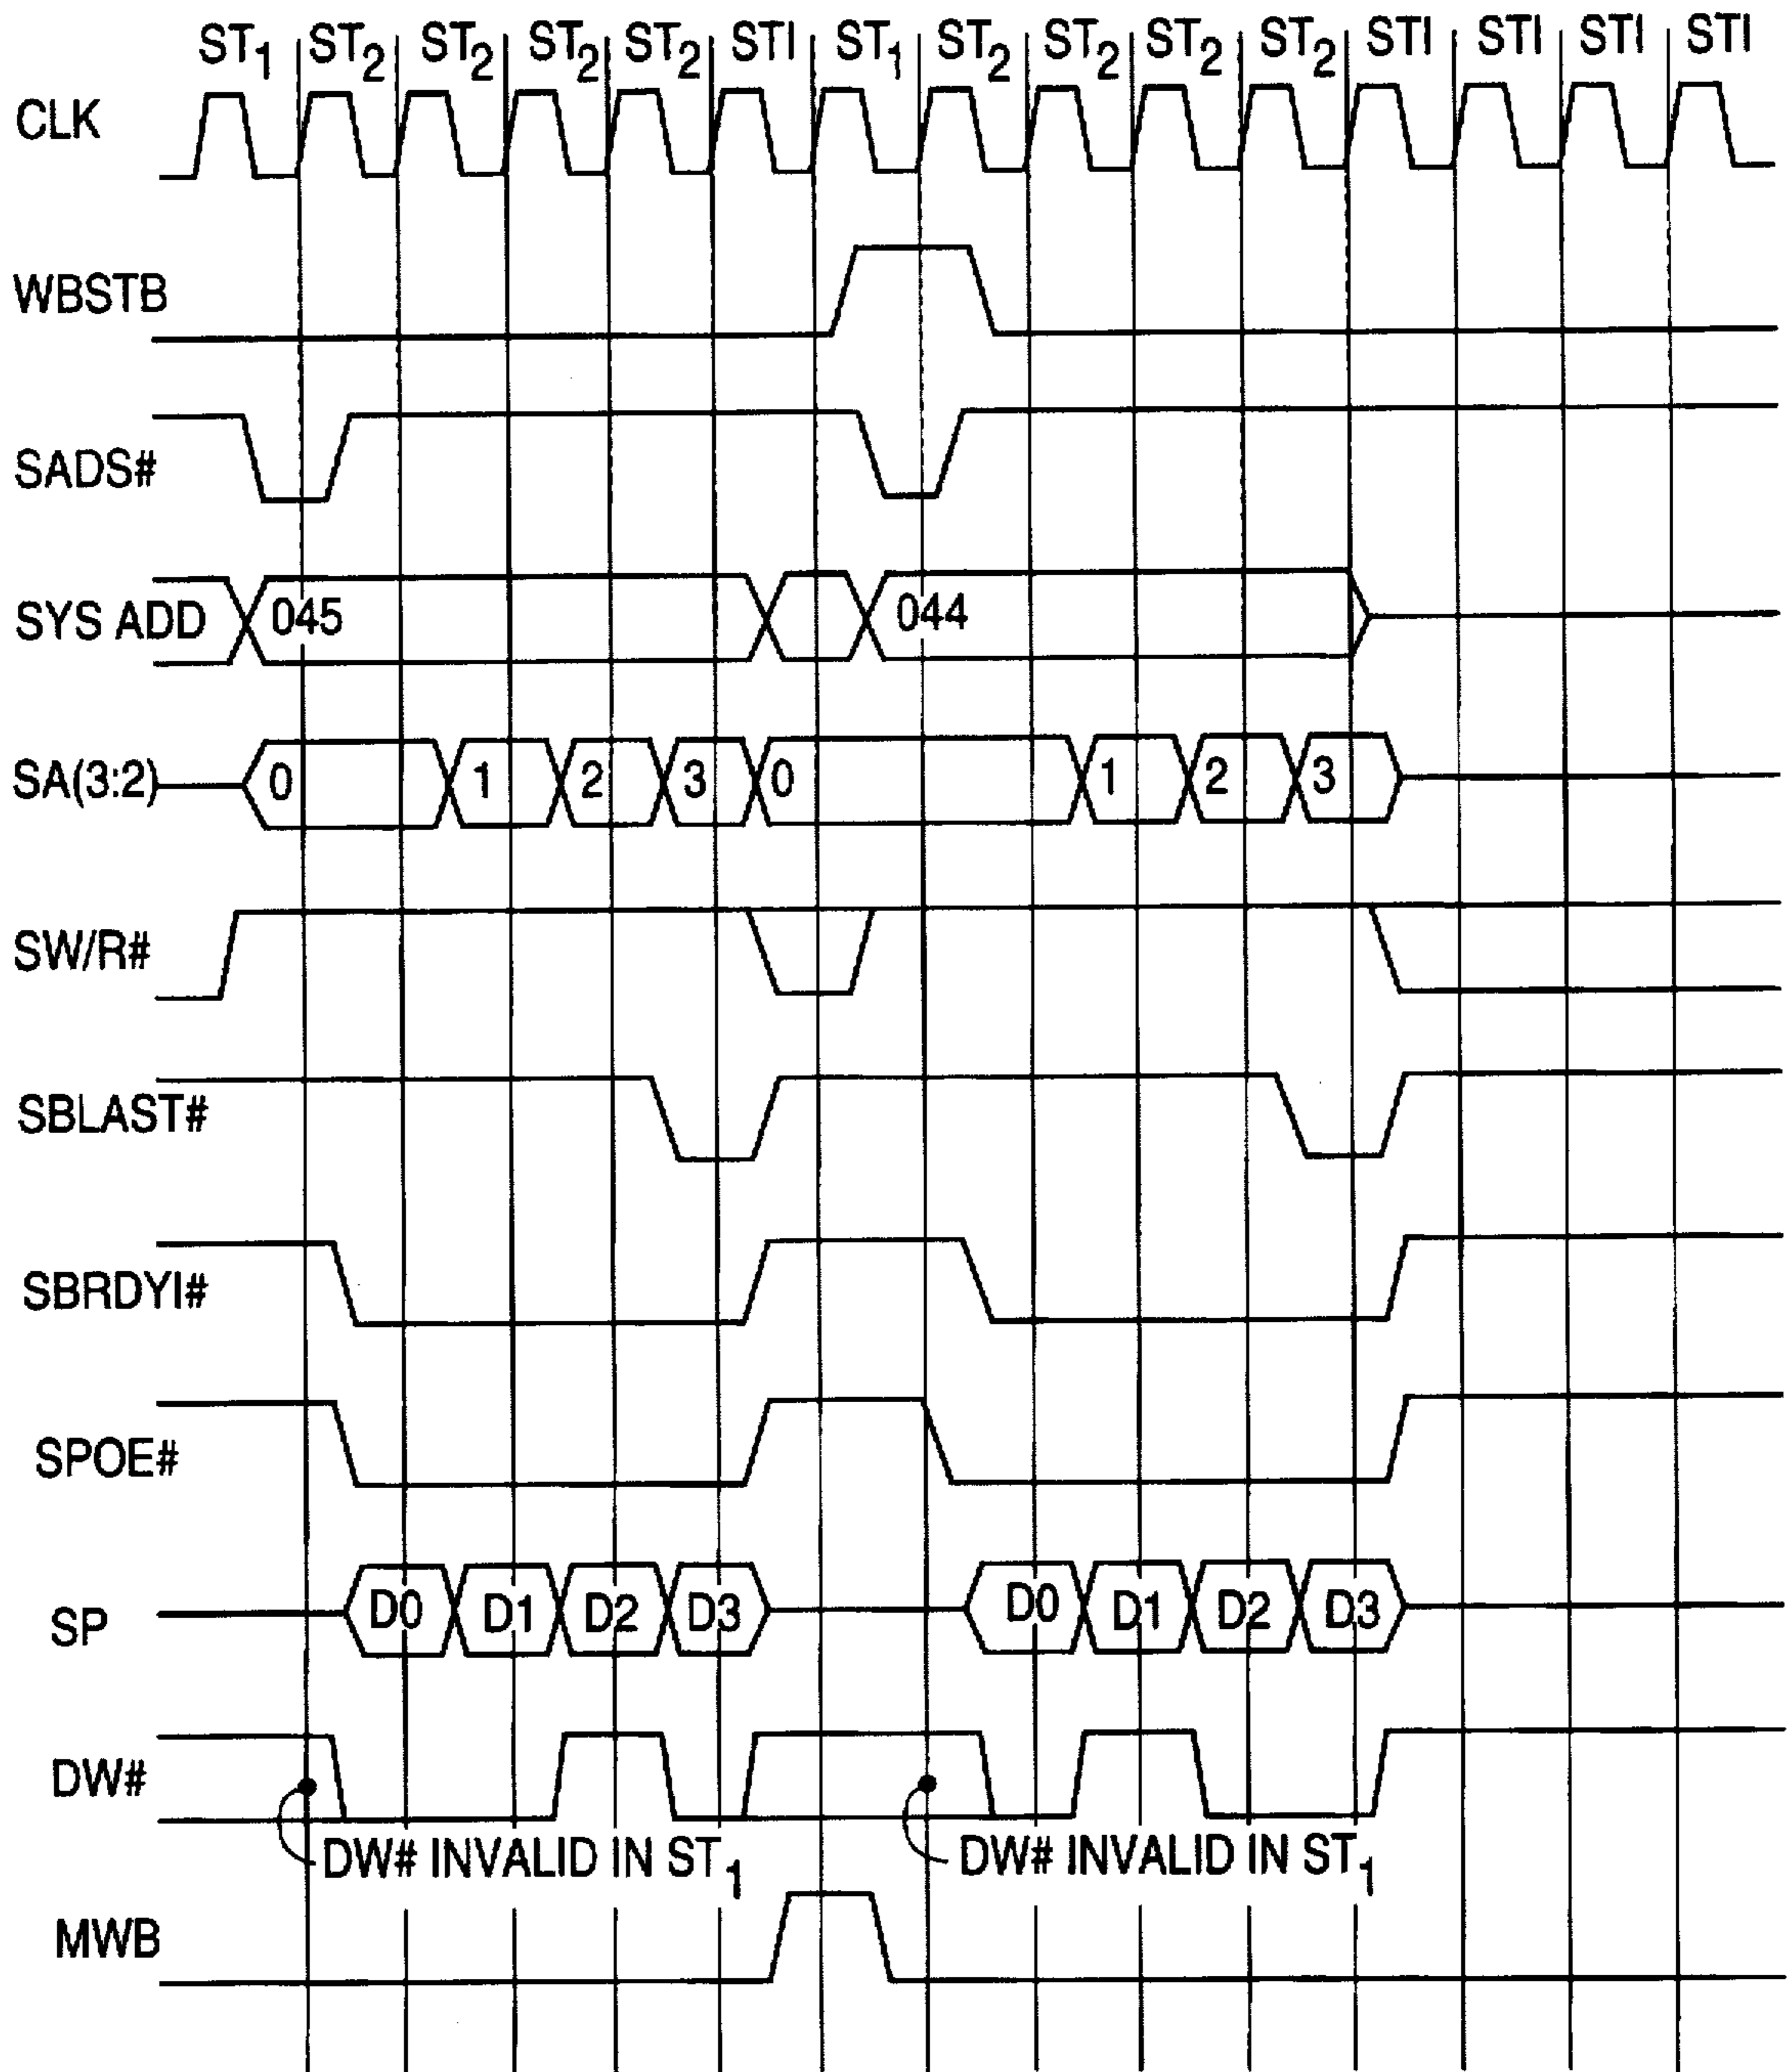 ST1 ST2 ST2 ST2 ST2 STI ST1 ST2 ST2 ST2 ST2 STI STI STI STI
CLK
WBSTB
SADS#
SYS ADD 045 044
SA(3:2) 0 1 2 3 0 1 2 3
SW/R#
SBLAST#
SBRDYI#
SPOE#
SP D0 D1 D2 D3 D0 D1 D2 D3
DW#
DW# INVALID IN ST1 DW# INVALID IN ST1
MWB